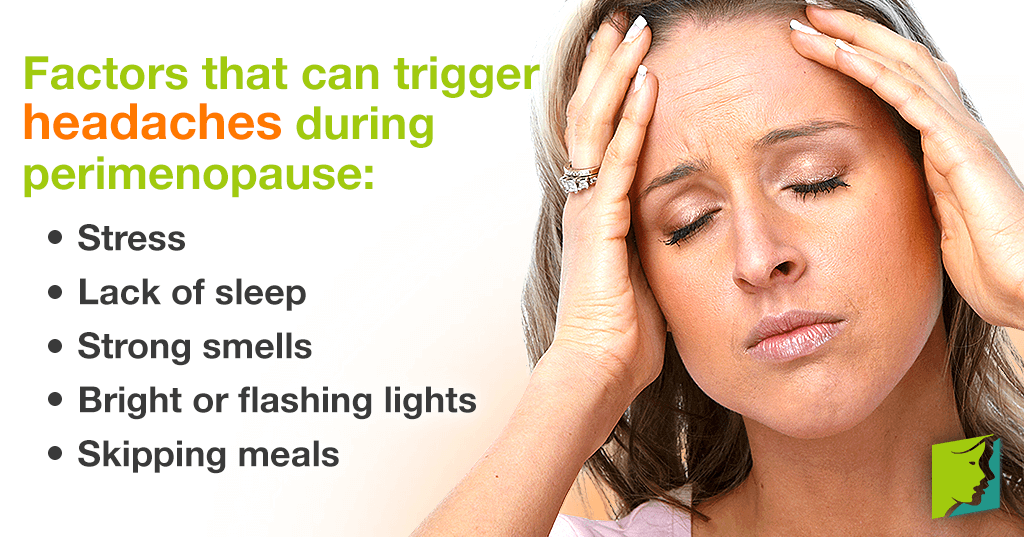 Factors that can trigger
headaches during
perimenopause:
• Stress
• Lack of sleep
• Strong smells
• Bright or flashing lights
• Skipping meals